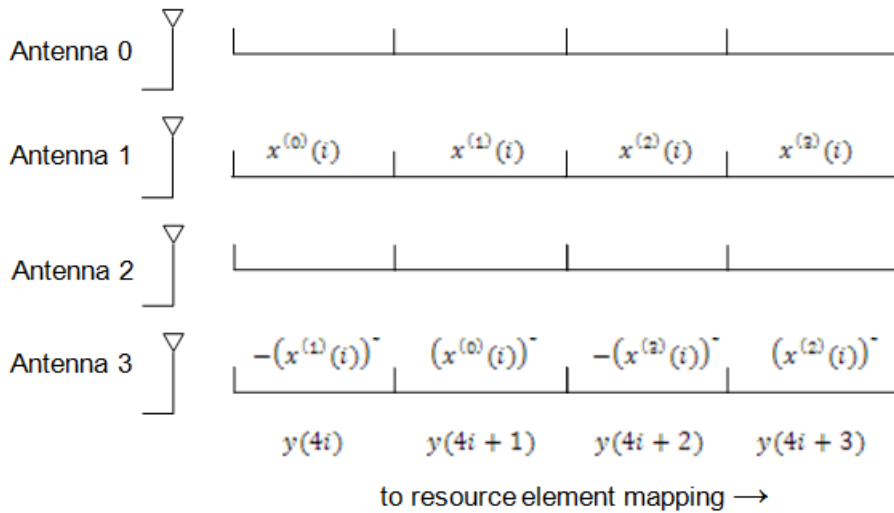 Antenna 0
Antenna 1 x⁽⁰⁾(i) x⁽¹⁾(i) x⁽²⁾(i) x⁽³⁾(i)
Antenna 2
Antenna 3 −(x⁽¹⁾(i))* (x⁽⁰⁾(i))* −(x⁽³⁾(i))* (x⁽²⁾(i))*
y(4i) y(4i + 1) y(4i + 2) y(4i + 3)
to resource element mapping →